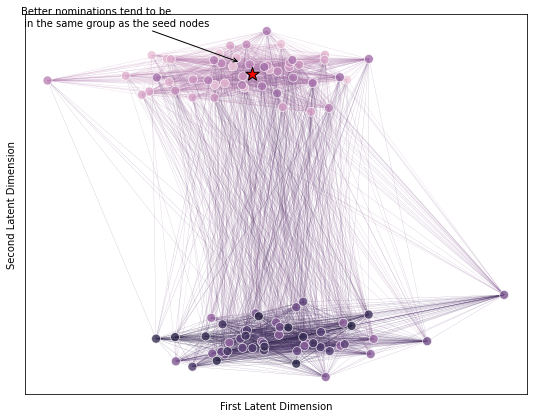 Better nominations tend to be
in the same group as the seed nodes
Second Latent Dimension
First Latent Dimension